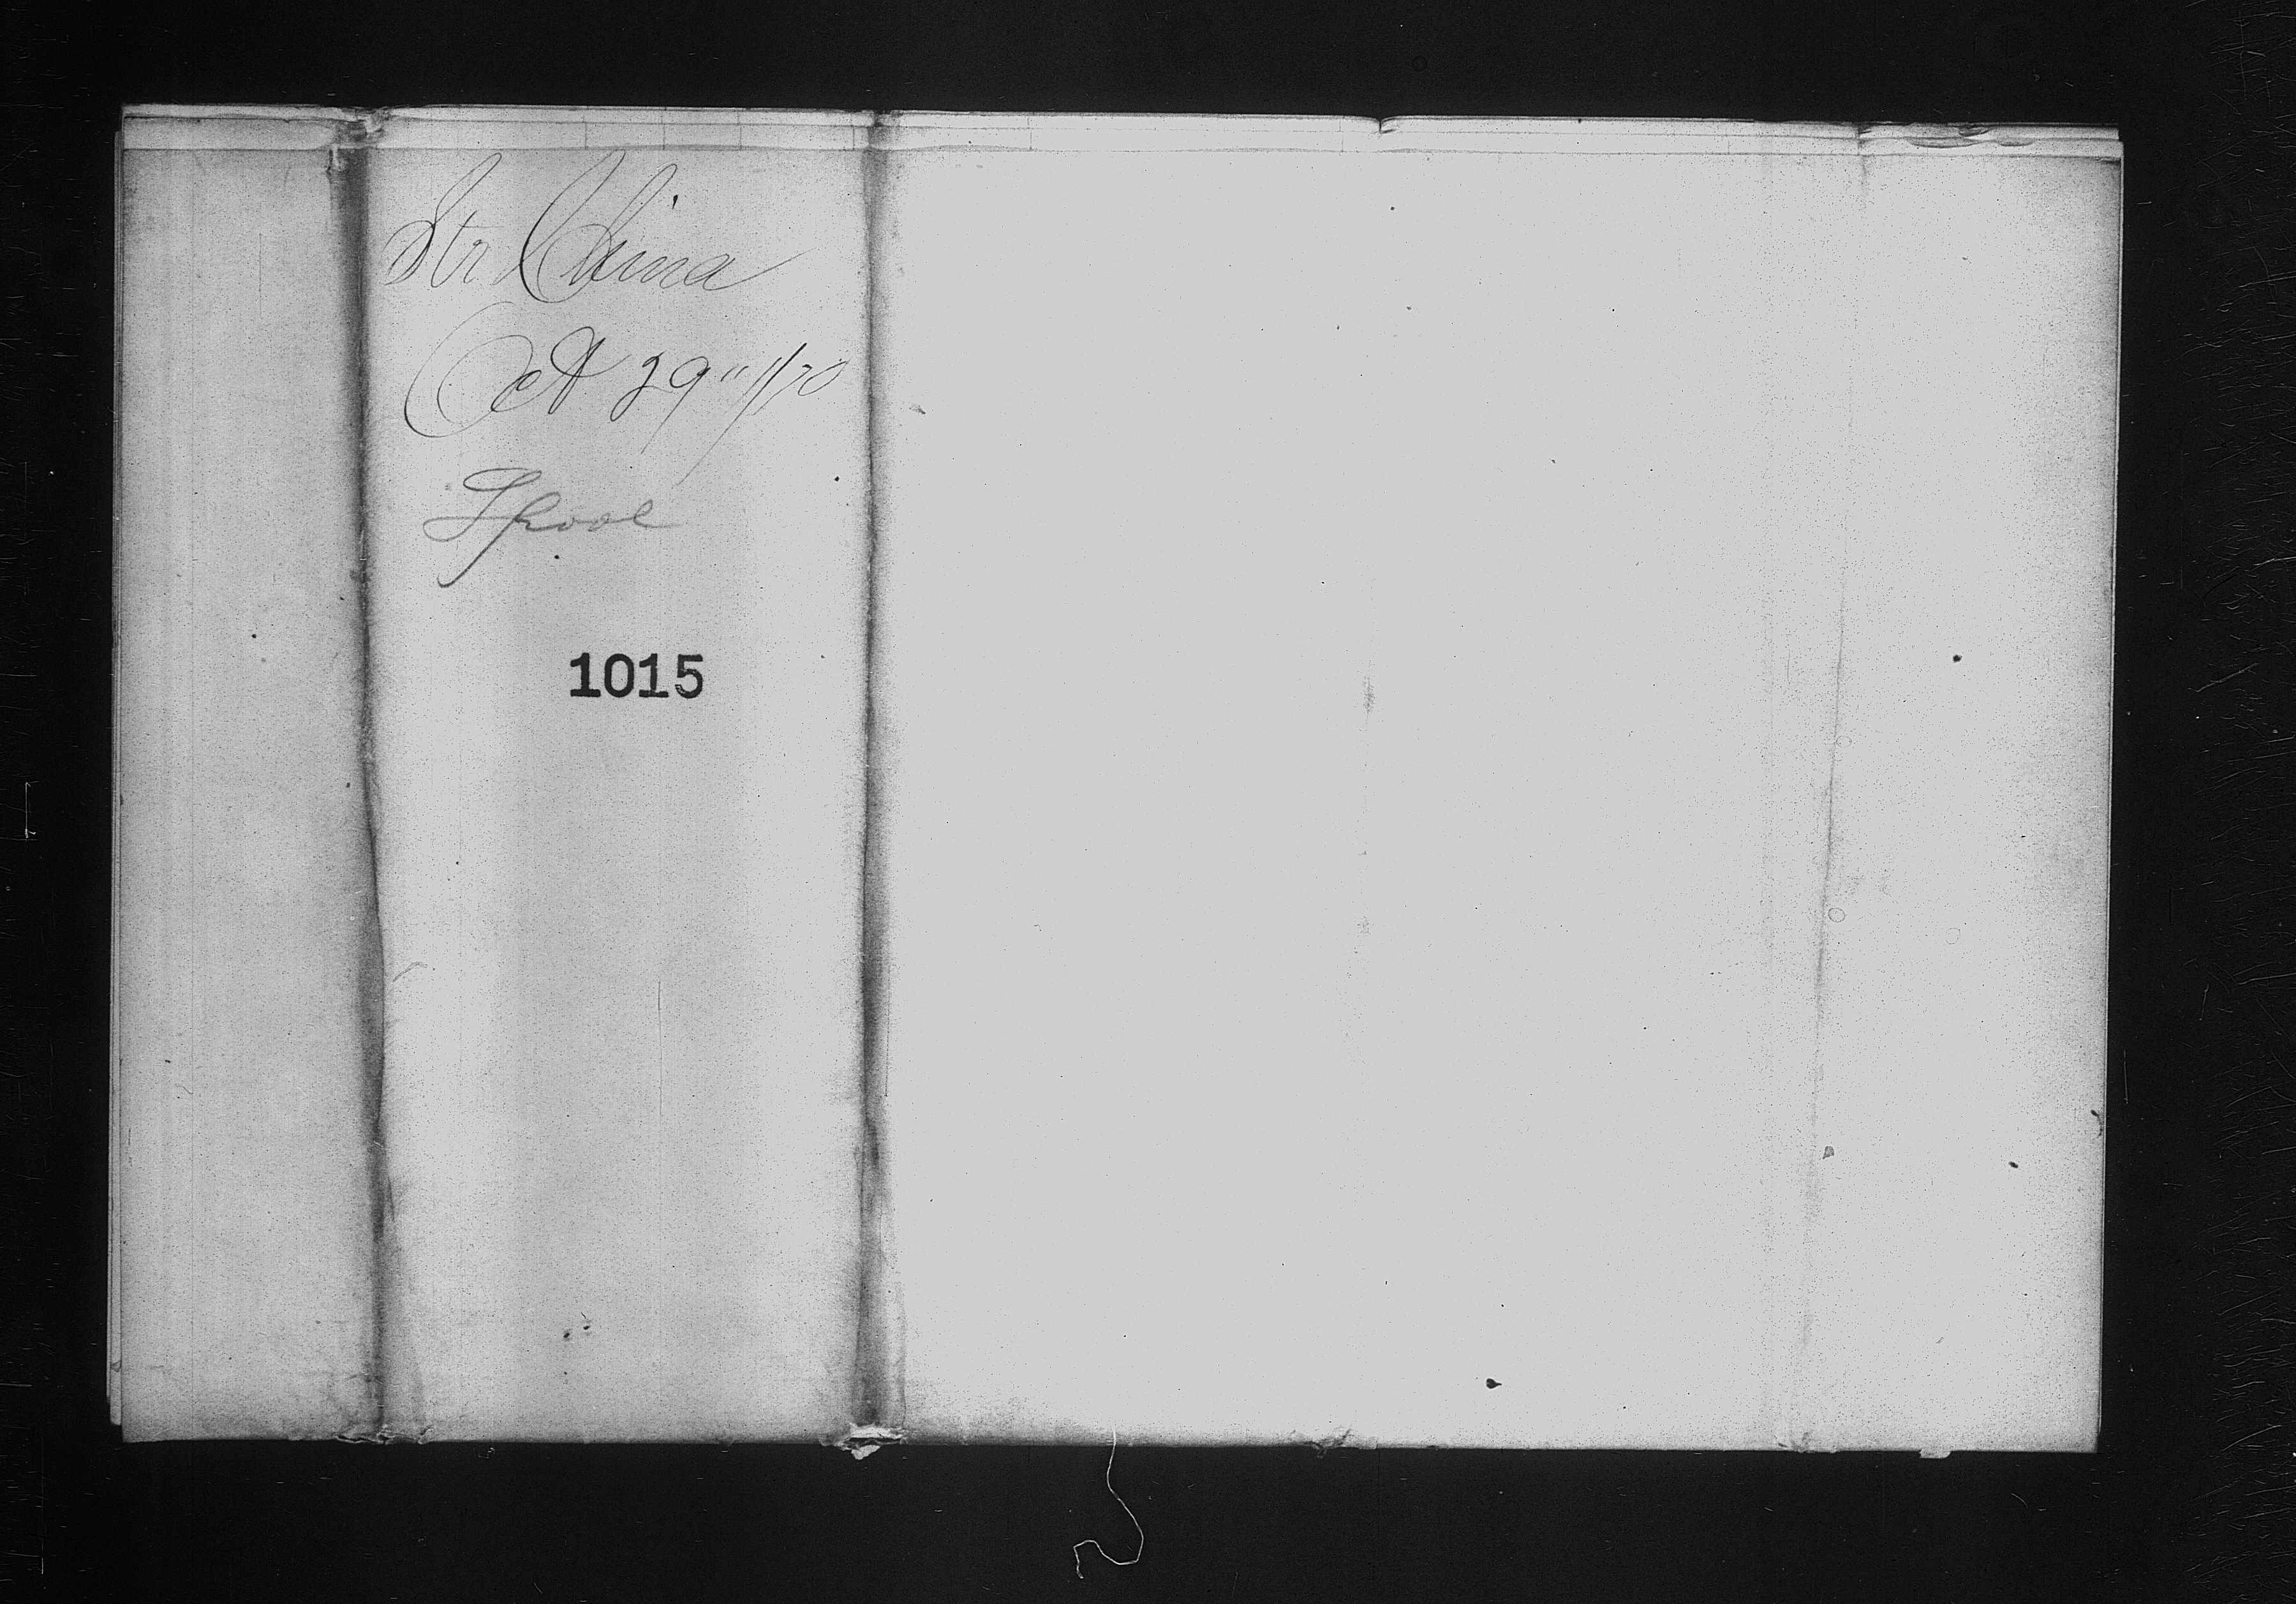 Str China
Oct 29" / 70
Lpool
1015